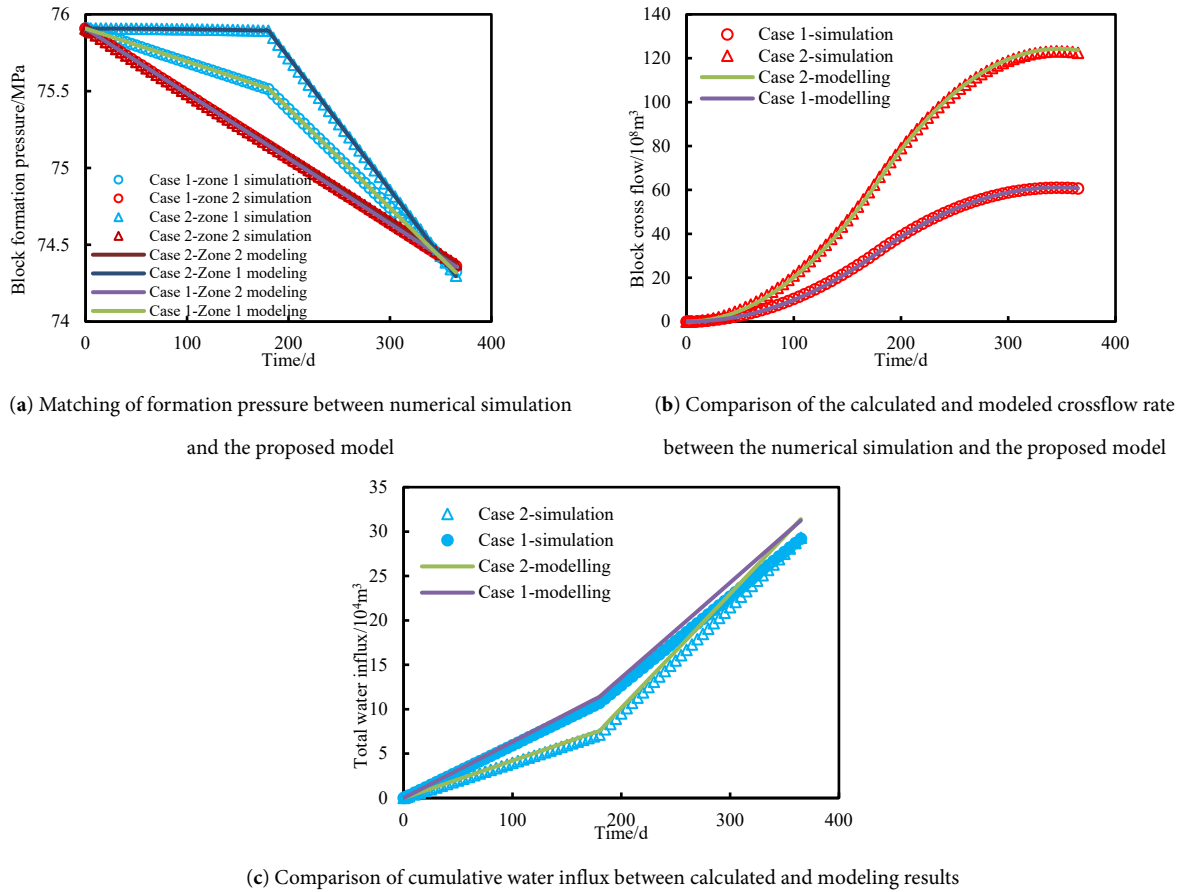 76
75.5
75
74.5
74
Block formation pressure/MPa
Case 1-zone 1 simulation
Case 1-zone 2 simulation
Case 2-zone 1 simulation
Case 2-zone 2 simulation
Case 2-Zone 2 modeling
Case 2-Zone 1 modeling
Case 1-Zone 2 modeling
Case 1-Zone 1 modeling
0 100 200 300 400
Time/d
140
120
100
80
60
40
20
0
Block cross flow/10⁸m³
Case 1-simulation
Case 2-simulation
Case 2-modelling
Case 1-modelling
0 100 200 300 400
Time/d
(a) Matching of formation pressure between numerical simulation
and the proposed model
(b) Comparison of the calculated and modeled crossflow rate
between the numerical simulation and the proposed model
35
30
25
20
15
10
5
0
Total water influx/10⁴m³
Case 2-simulation
Case 1-simulation
Case 2-modelling
Case 1-modelling
0 100 200 300 400
Time/d
(c) Comparison of cumulative water influx between calculated and modeling results